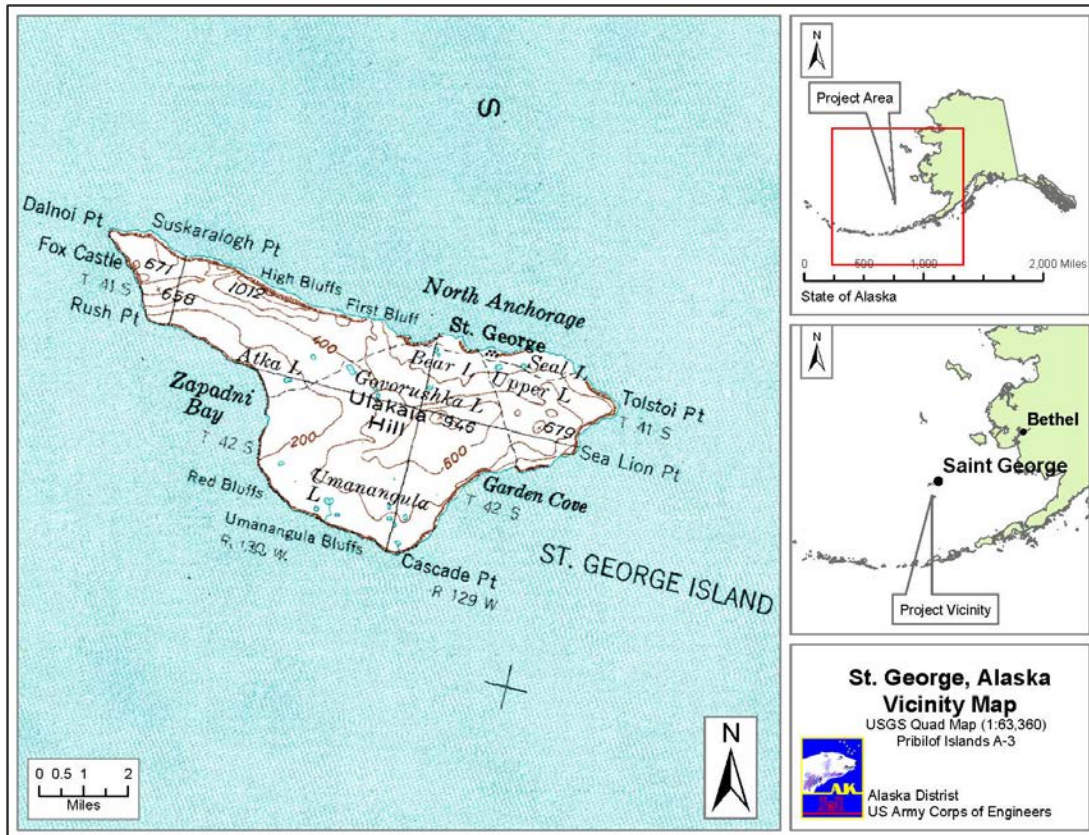 S
Dalnoi Pt
Suskaralogh Pt
Fox Castle
671
T 41 S
658
1012
High Bluffs
First Bluff
North Anchorage
St. George
Rush Pt
400
Atka L
Bear L
Seal L
Upper L
Govorushka L
Zapadni
Bay
Ulakaia
Hill
946
679
Tolstoi Pt
T 41 S
Sea Lion Pt
T 42 S
200
600
Umanangula
L
Garden Cove
T 42 S
Red Bluffs
Umanangula Bluffs
R 130 W
Cascade Pt
R 129 W
ST. GEORGE ISLAND
0 0.5 1 2
Miles
N
N
Project Area
0 500 1,000 2,000 Miles
State of Alaska
N
Bethel
Saint George
Project Vicinity
St. George, Alaska
Vicinity Map
USGS Quad Map (1:63,360)
Pribilof Islands A-3
AK
Alaska District
US Army Corps of Engineers